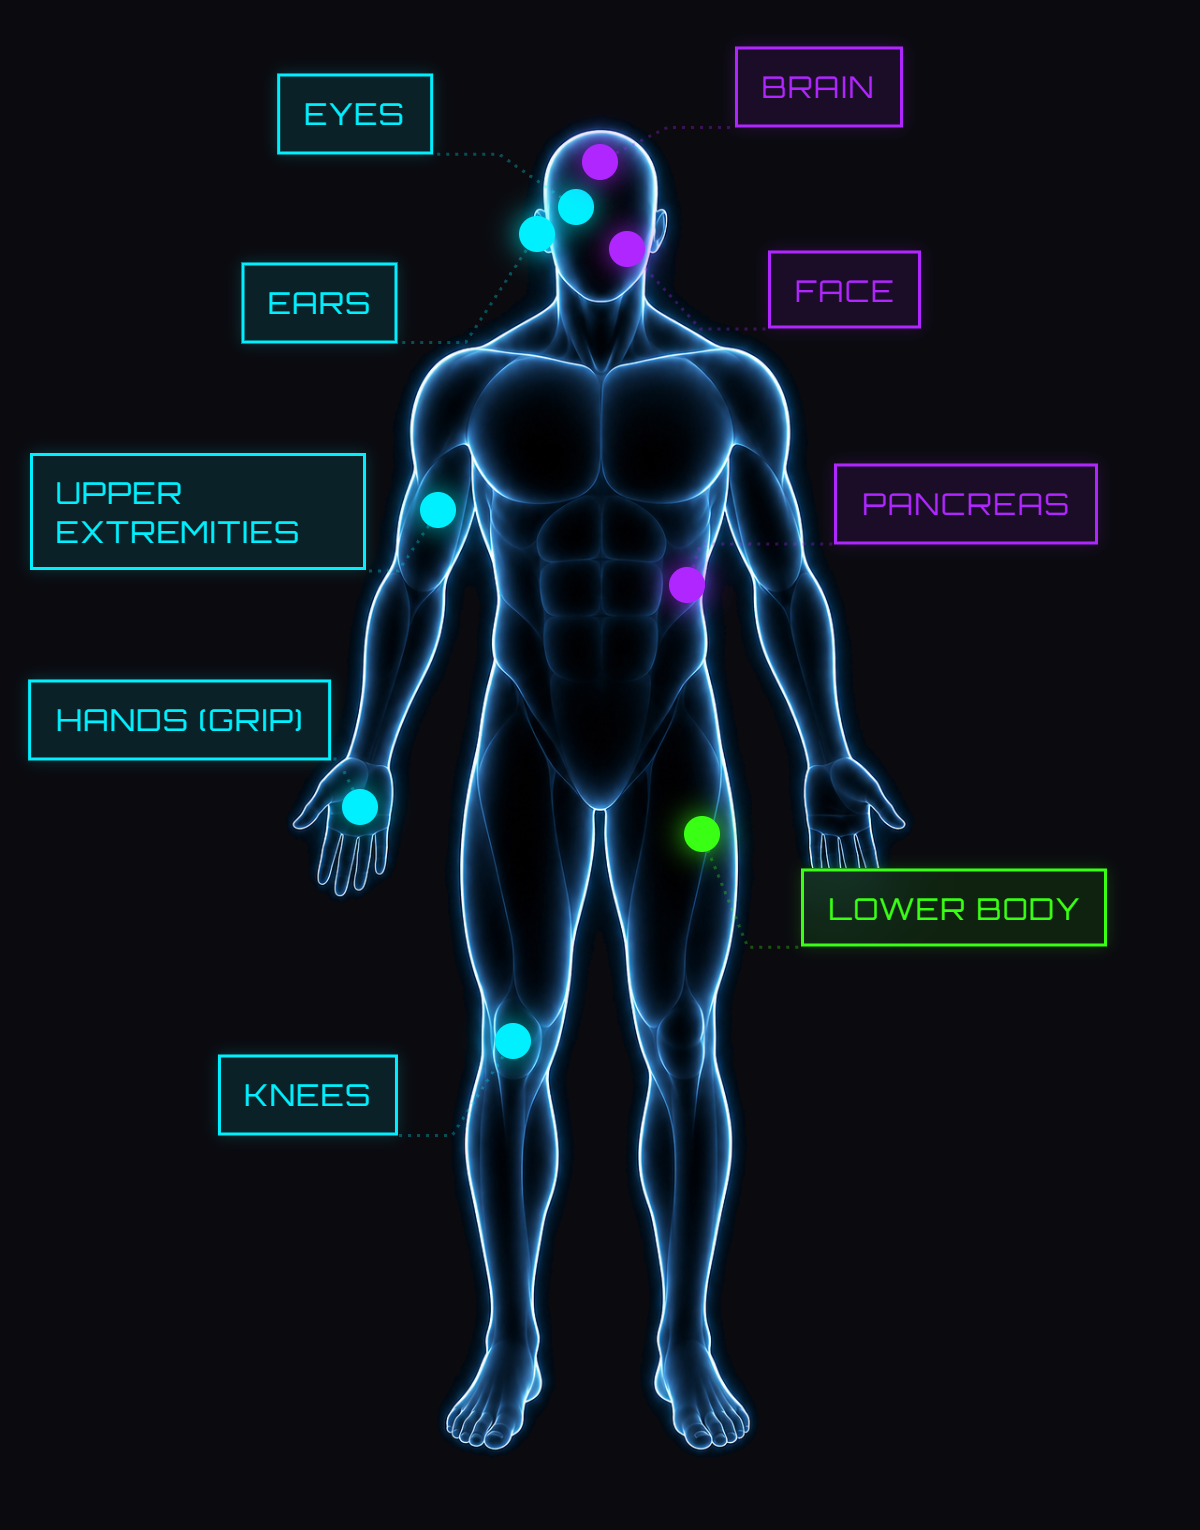 BRAIN
EYES
FACE
EARS
UPPER
EXTREMITIES
PANCREAS
HANDS (GRIP)
LOWER BODY
KNEES